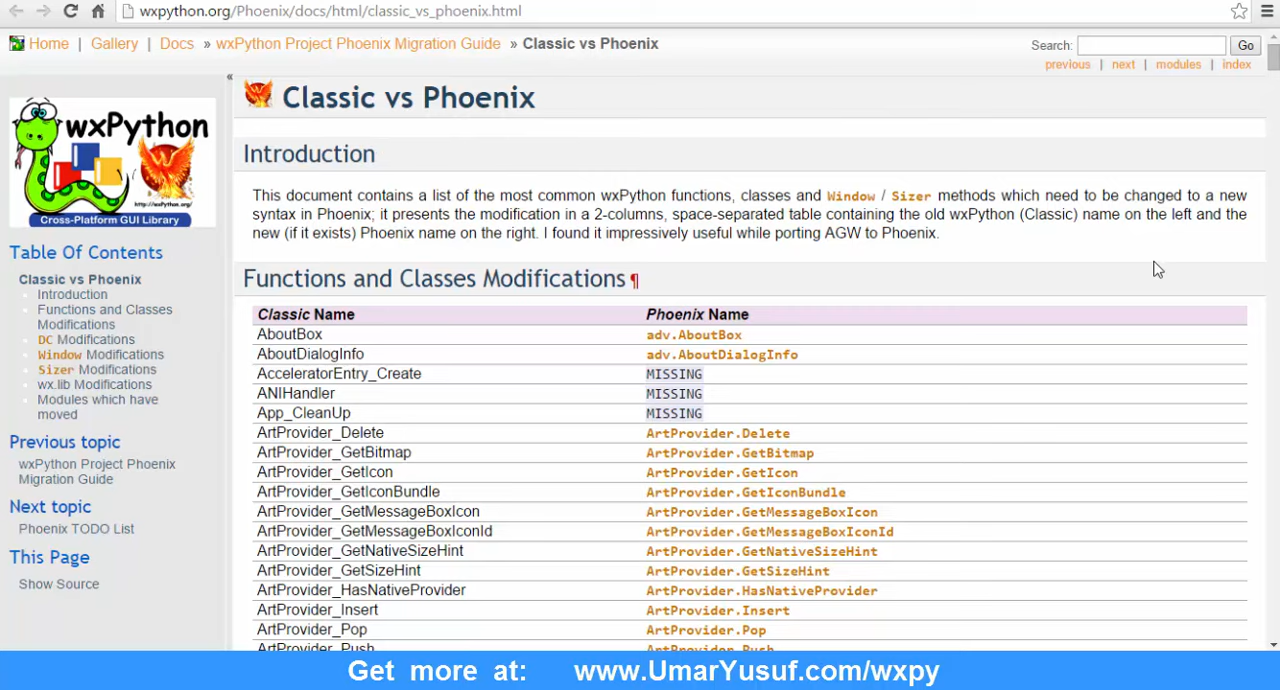 wxpython.org/Phoenix/docs/html/classic_vs_phoenix.html
Home | Gallery | Docs » wxPython Project Phoenix Migration Guide » Classic vs Phoenix
Search: Go
previous | next | modules | index
«
wxPython
http://wxpython.org/
Cross-Platform GUI Library
Table Of Contents
Classic vs Phoenix
Introduction
Functions and Classes
Modifications
DC Modifications
Window Modifications
Sizer Modifications
wx.lib Modifications
Modules which have
moved
Previous topic
wxPython Project Phoenix
Migration Guide
Next topic
Phoenix TODO List
This Page
Show Source
Classic vs Phoenix
Introduction
This document contains a list of the most common wxPython functions, classes and Window / Sizer methods which need to be changed to a new
syntax in Phoenix; it presents the modification in a 2-columns, space-separated table containing the old wxPython (Classic) name on the left and the
new (if it exists) Phoenix name on the right. I found it impressively useful while porting AGW to Phoenix.
Functions and Classes Modifications ¶
Classic Name Phoenix Name
AboutBox adv.AboutBox
AboutDialogInfo adv.AboutDialogInfo
AcceleratorEntry_Create MISSING
ANIHandler MISSING
App_CleanUp MISSING
ArtProvider_Delete ArtProvider.Delete
ArtProvider_GetBitmap ArtProvider.GetBitmap
ArtProvider_GetIcon ArtProvider.GetIcon
ArtProvider_GetIconBundle ArtProvider.GetIconBundle
ArtProvider_GetMessageBoxIcon ArtProvider.GetMessageBoxIcon
ArtProvider_GetMessageBoxIconId ArtProvider.GetMessageBoxIconId
ArtProvider_GetNativeSizeHint ArtProvider.GetNativeSizeHint
ArtProvider_GetSizeHint ArtProvider.GetSizeHint
ArtProvider_HasNativeProvider ArtProvider.HasNativeProvider
ArtProvider_Insert ArtProvider.Insert
ArtProvider_Pop ArtProvider.Pop
ArtProvider_Push ArtProvider.Push
Get more at: www.UmarYusuf.com/wxpy